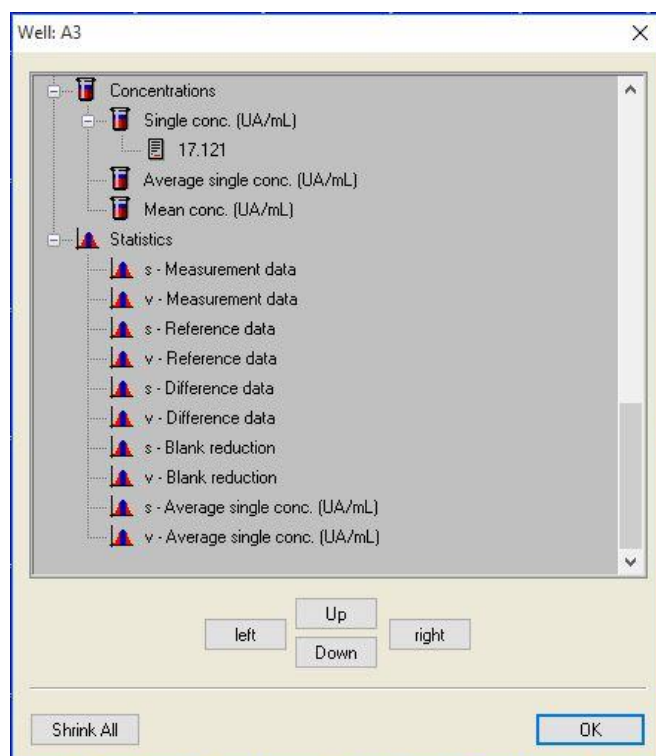 Well: A3
Concentrations
Single conc. (UA/mL)
17.121
Average single conc. (UA/mL)
Mean conc. (UA/mL)
Statistics
s - Measurement data
v - Measurement data
s - Reference data
v - Reference data
s - Difference data
v - Difference data
s - Blank reduction
v - Blank reduction
s - Average single conc. (UA/mL)
v - Average single conc. (UA/mL)
Up
left
right
Down
Shrink All
OK